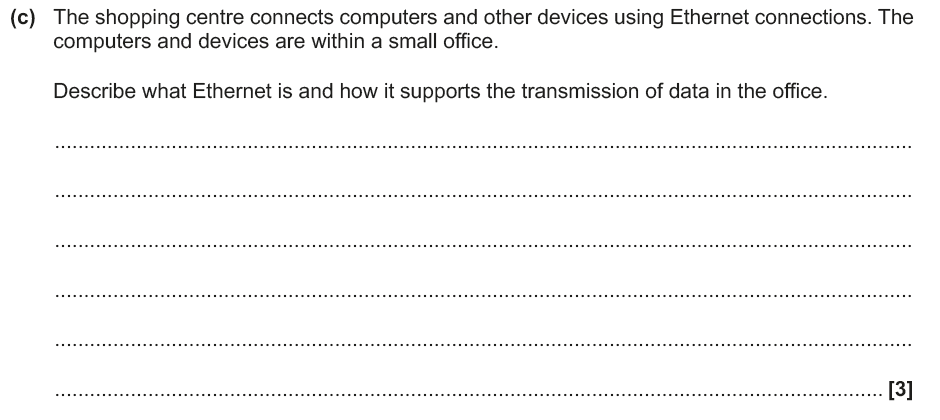 (c) The shopping centre connects computers and other devices using Ethernet connections. The
computers and devices are within a small office.
Describe what Ethernet is and how it supports the transmission of data in the office.
[3]